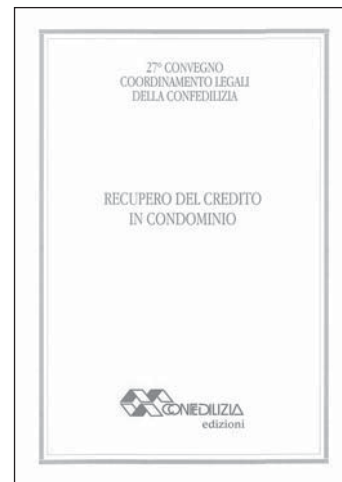 27° CONVEGNO
COORDINAMENTO LEGALI
DELLA CONFEDILIZIA
RECUPERO DEL CREDITO
IN CONDOMINIO
CONFEDILIZIA
edizioni